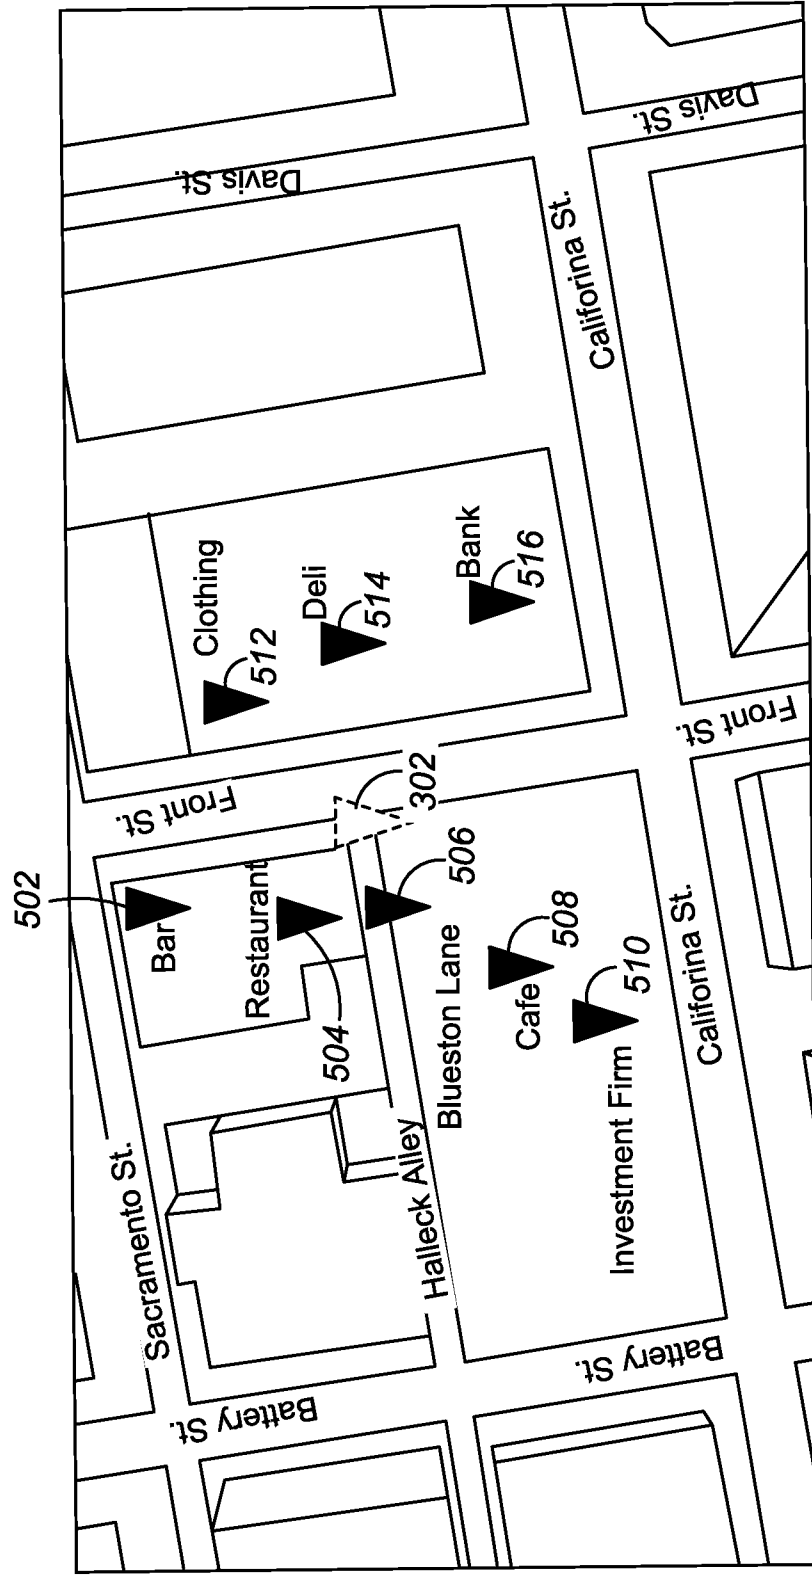 Davis St.
Davis St.
Califorina St.
Clothing
512
Deli
514
Bank
516
Front St.
Front St.
302
502
Bar
Restaurant
504
506
Blueston Lane
508
Cafe
510
Investment Firm
Califorina St.
Sacramento St.
Halleck Alley
Battery St.
Battery St.